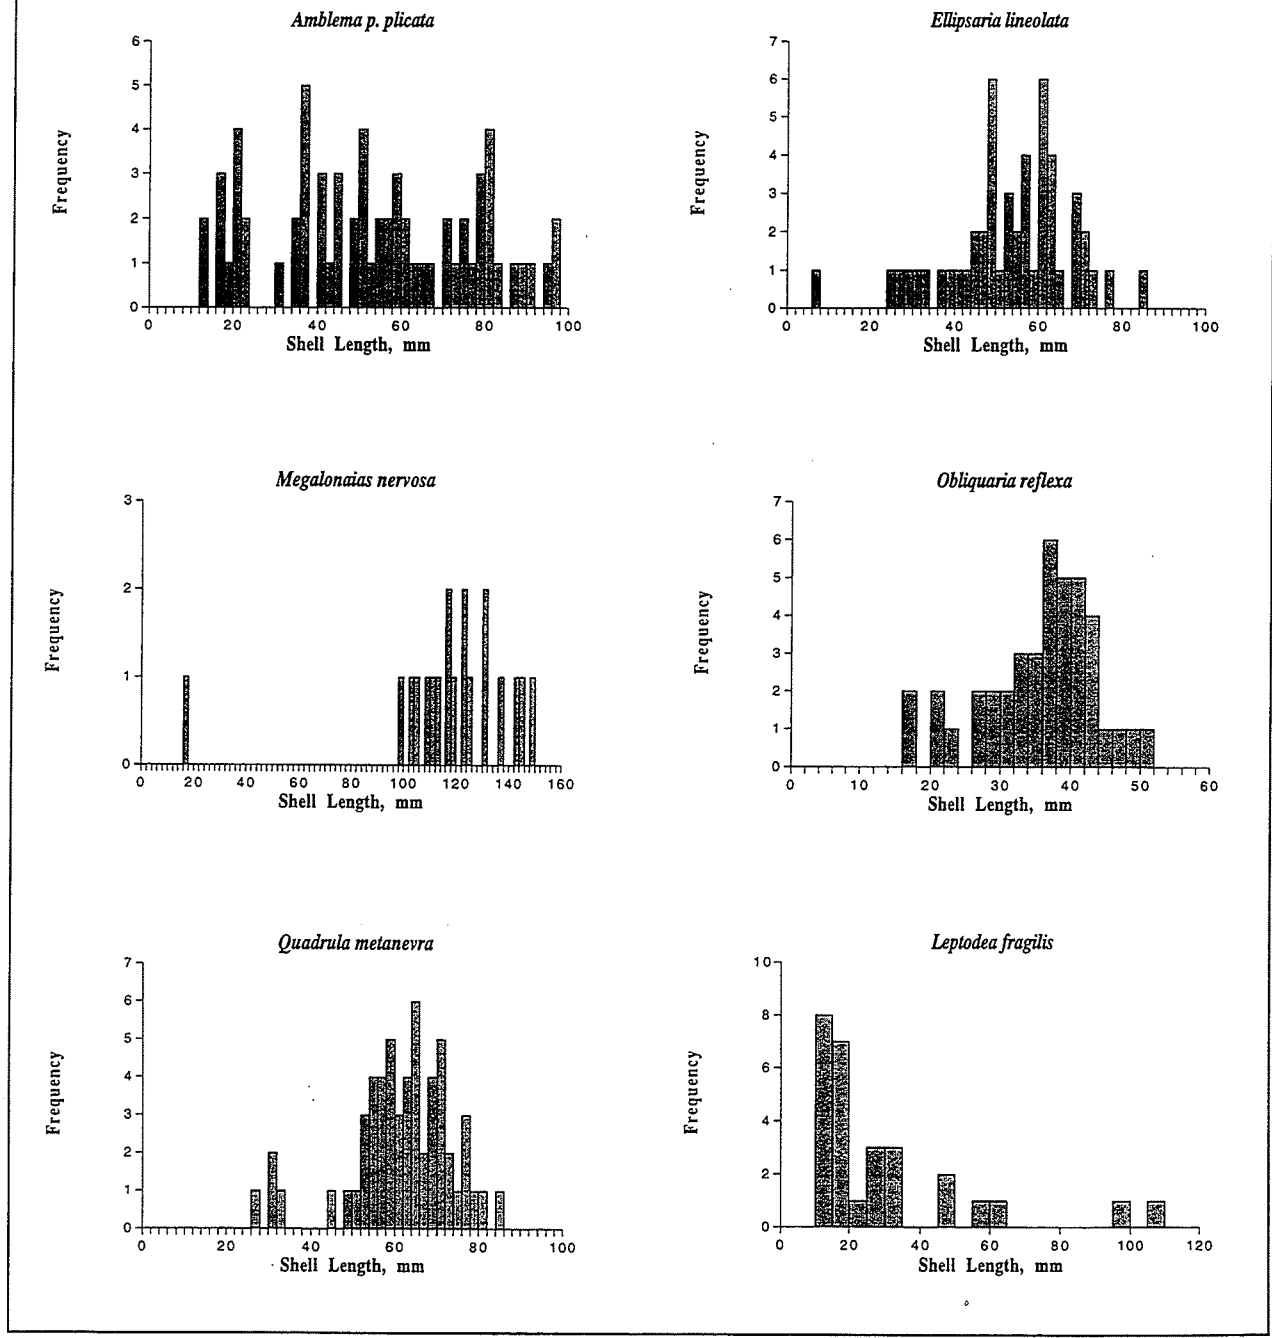 Amblema p. plicata
6
5
4
3
2
1
0
Frequency
0 20 40 60 80 100
Shell Length, mm
Ellipsaria lineolata
7
6
5
4
3
2
1
0
Frequency
0 20 40 60 80 100
Shell Length, mm
Megalonaias nervosa
3
2
1
0
Frequency
0 20 40 60 80 100 120 140 160
Shell Length, mm
Obliquaria reflexa
7
6
5
4
3
2
1
0
Frequency
0 10 20 30 40 50 60
Shell Length, mm
Quadrula metanevra
7
6
5
4
3
2
1
0
Frequency
0 20 40 60 80 100
Shell Length, mm
Leptodea fragilis
10
8
6
4
2
0
Frequency
0 20 40 60 80 100 120
Shell Length, mm